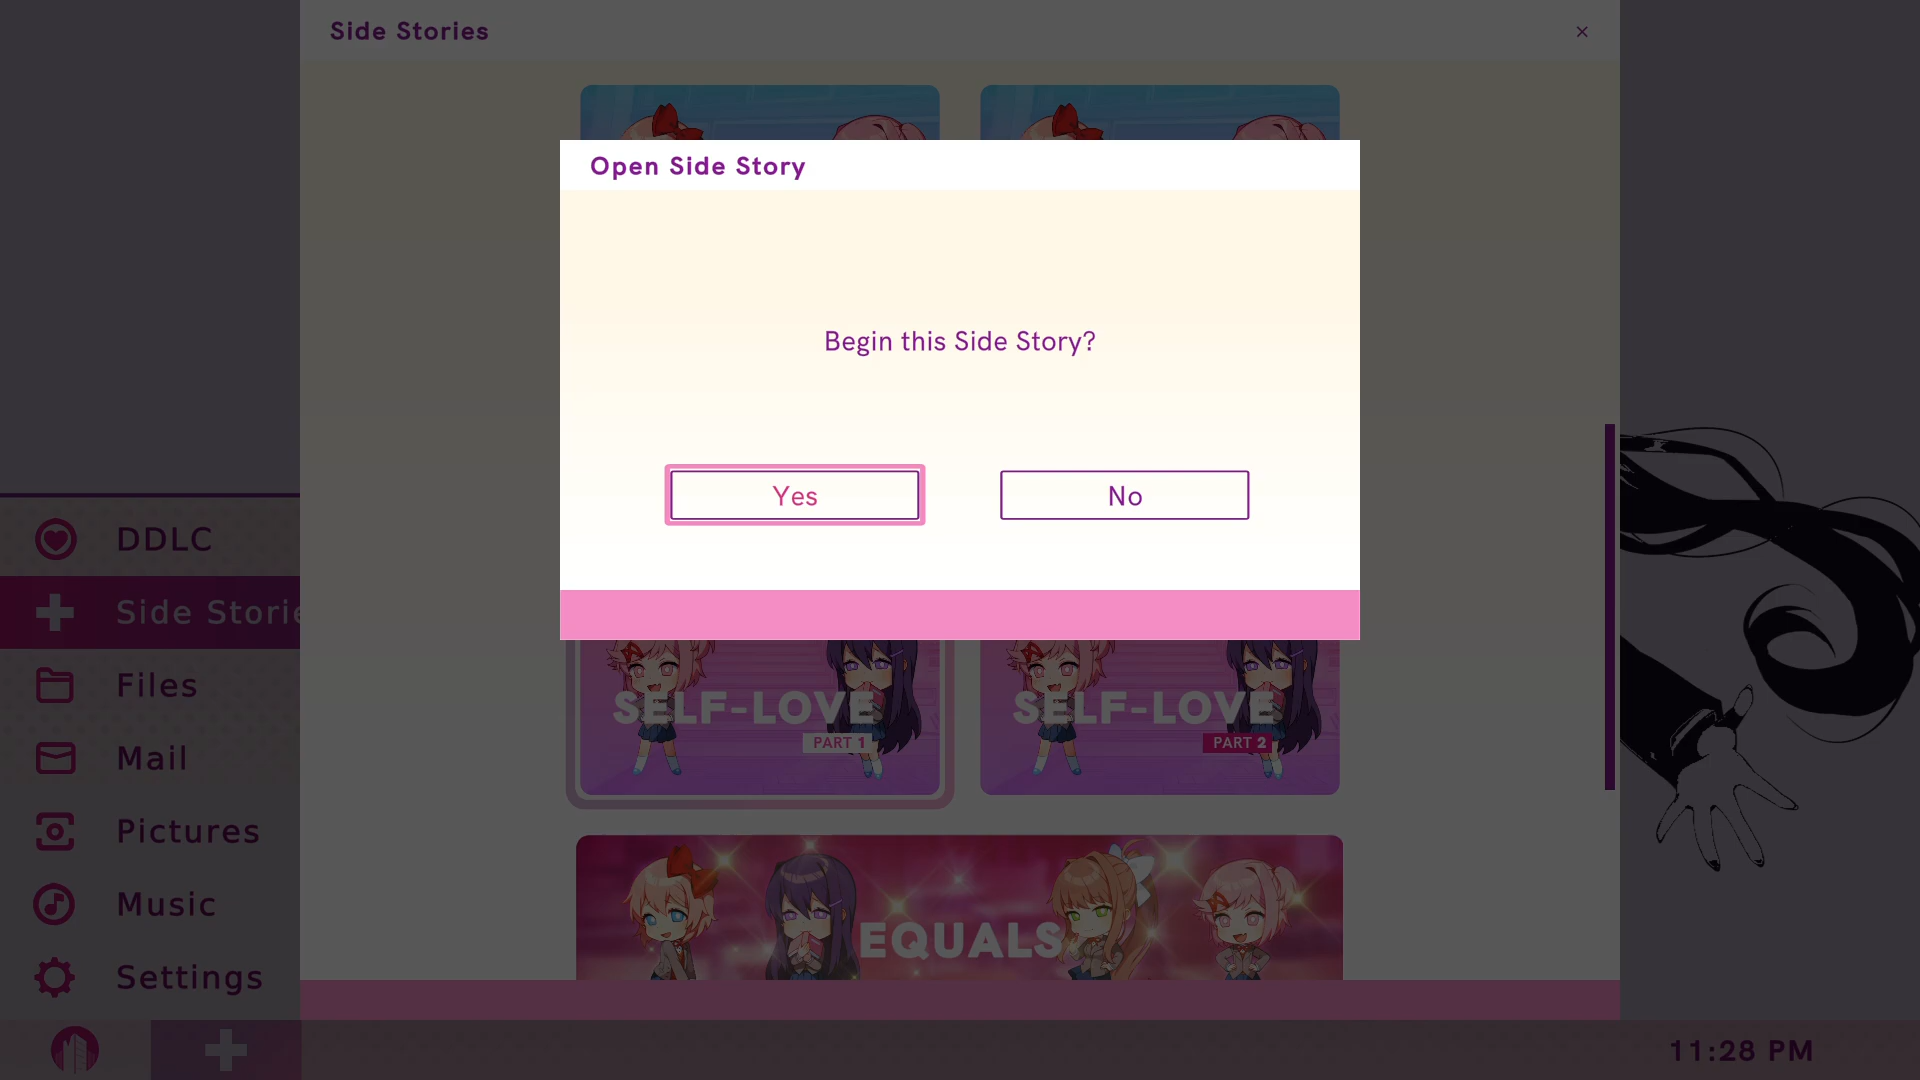 Side Stories
×
Open Side Story
Begin this Side Story?
Yes
No
DDLC
Side Storie
Files
Mail
Pictures
Music
Settings
SELF-LOVE
PART 1
SELF-LOVE
PART 2
EQUALS
11:28 PM